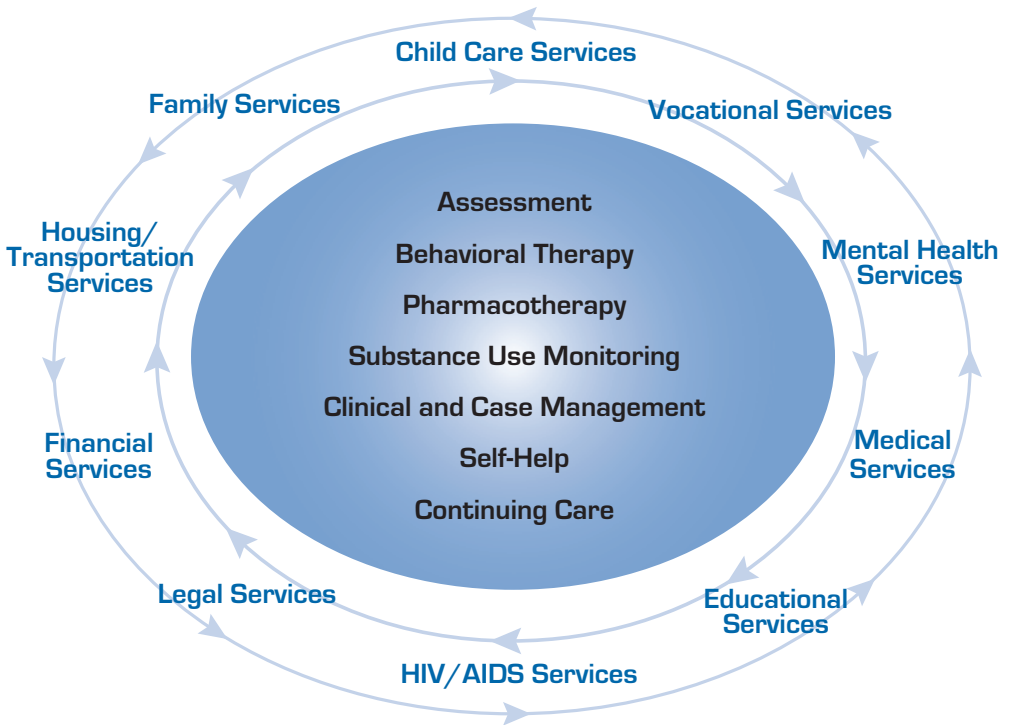 Child Care Services
Family Services
Vocational Services
Assessment
Housing/
Transportation
Services
Behavioral Therapy
Mental Health
Services
Pharmacotherapy
Substance Use Monitoring
Clinical and Case Management
Financial
Services
Self-Help
Medical
Services
Continuing Care
Legal Services
Educational
Services
HIV/AIDS Services